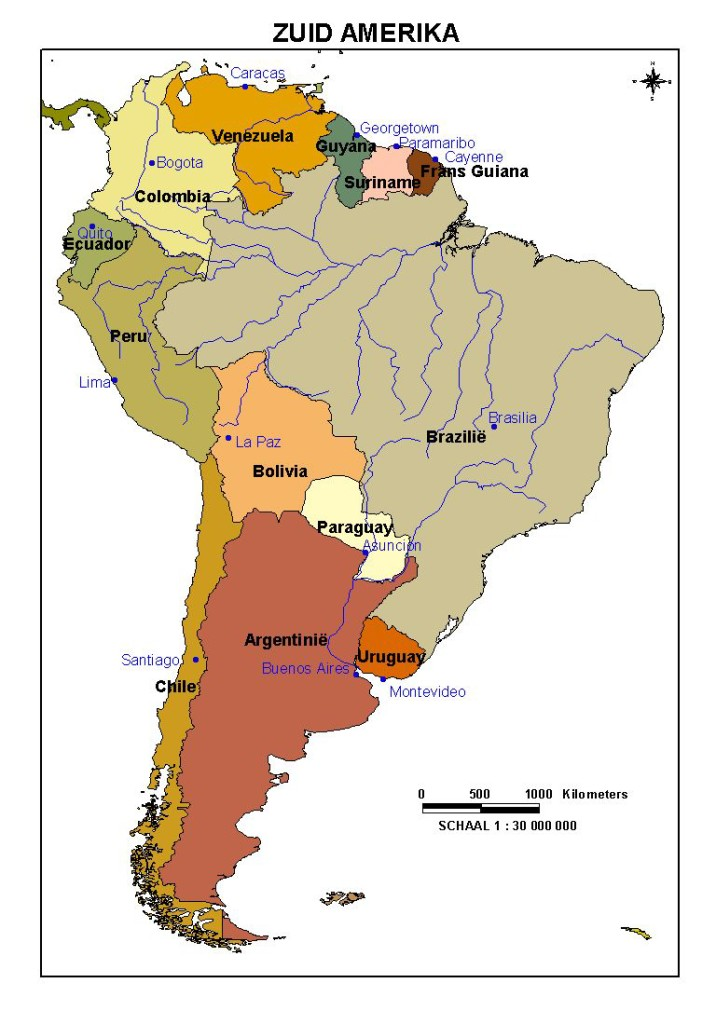 ZUID AMERIKA
N
Caracas
Venezuela
Georgetown
Guyana
Paramaribo
Cayenne
Bogota
Frans Guiana
Suriname
Colombia
Quito
Ecuador
Peru
Lima
Brasilia
La Paz
Brazilië
Bolivia
Paraguay
Asunción
Argentinië
Uruguay
Santiago
Buenos Aires
Chile
Montevideo
0 500 1000 Kilometers
SCHAAL 1 : 30 000 000